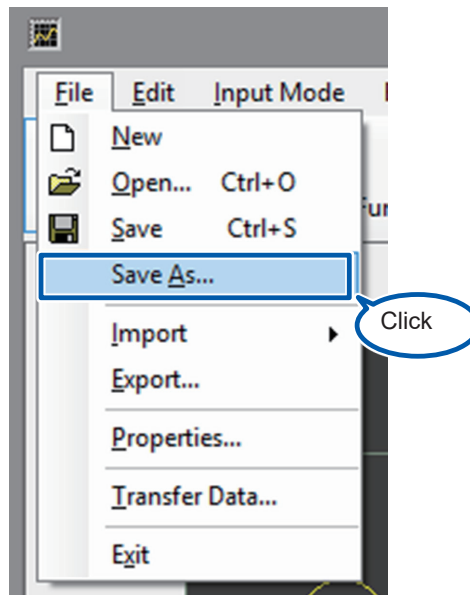 File Edit Input Mode
New
Open... Ctrl+O
Save Ctrl+S
Save As...
Click
Import
Export...
Properties...
Transfer Data...
Exit